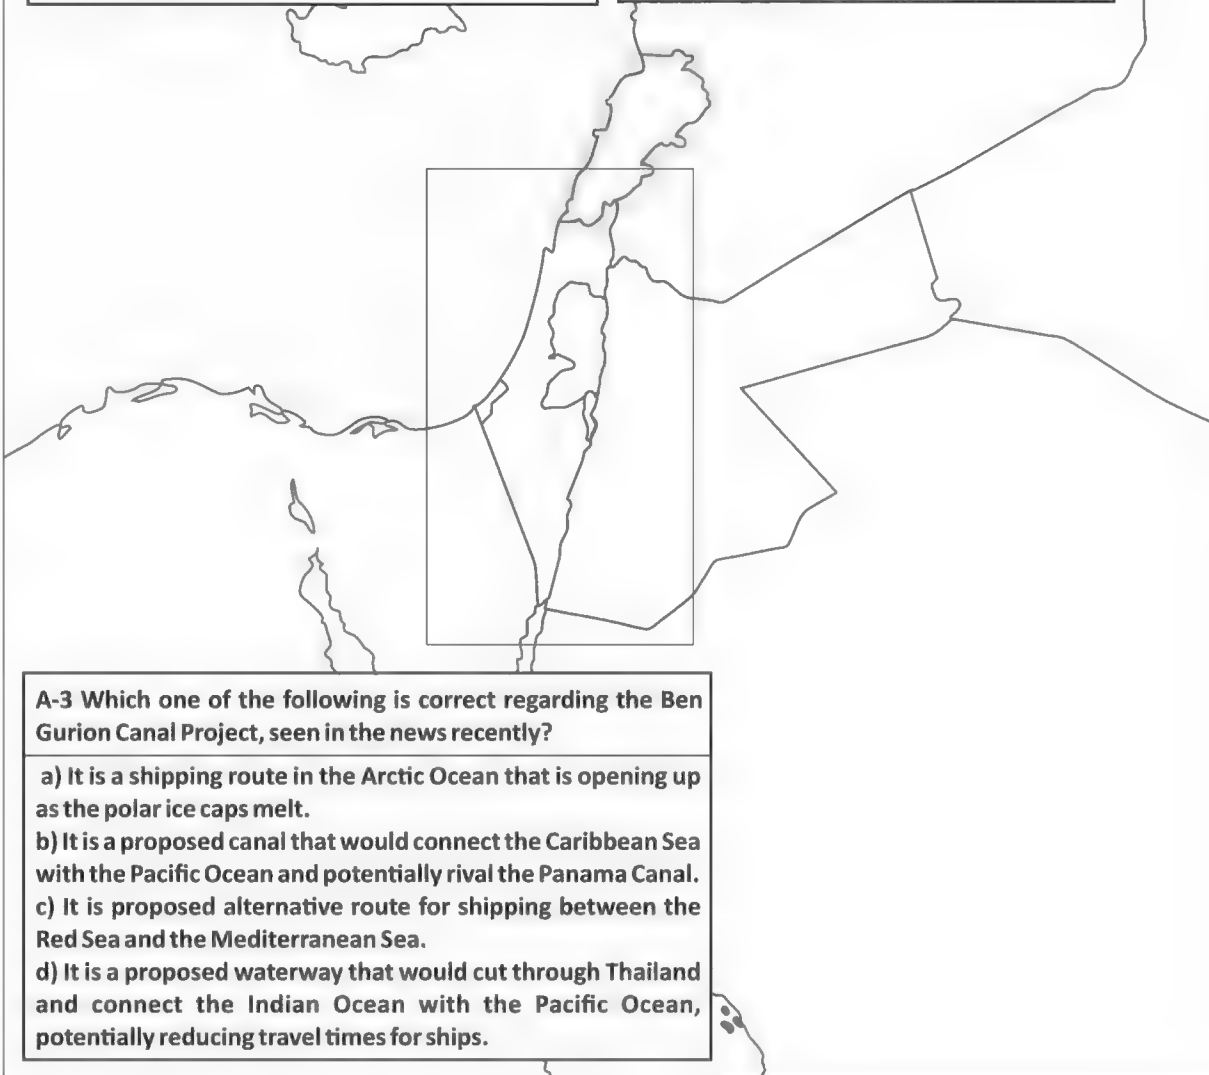 A-3 Which one of the following is correct regarding the Ben
Gurion Canal Project, seen in the news recently?
a) It is a shipping route in the Arctic Ocean that is opening up
as the polar ice caps melt.
b) It is a proposed canal that would connect the Caribbean Sea
with the Pacific Ocean and potentially rival the Panama Canal.
c) It is proposed alternative route for shipping between the
Red Sea and the Mediterranean Sea.
d) It is a proposed waterway that would cut through Thailand
and connect the Indian Ocean with the Pacific Ocean,
potentially reducing travel times for ships.